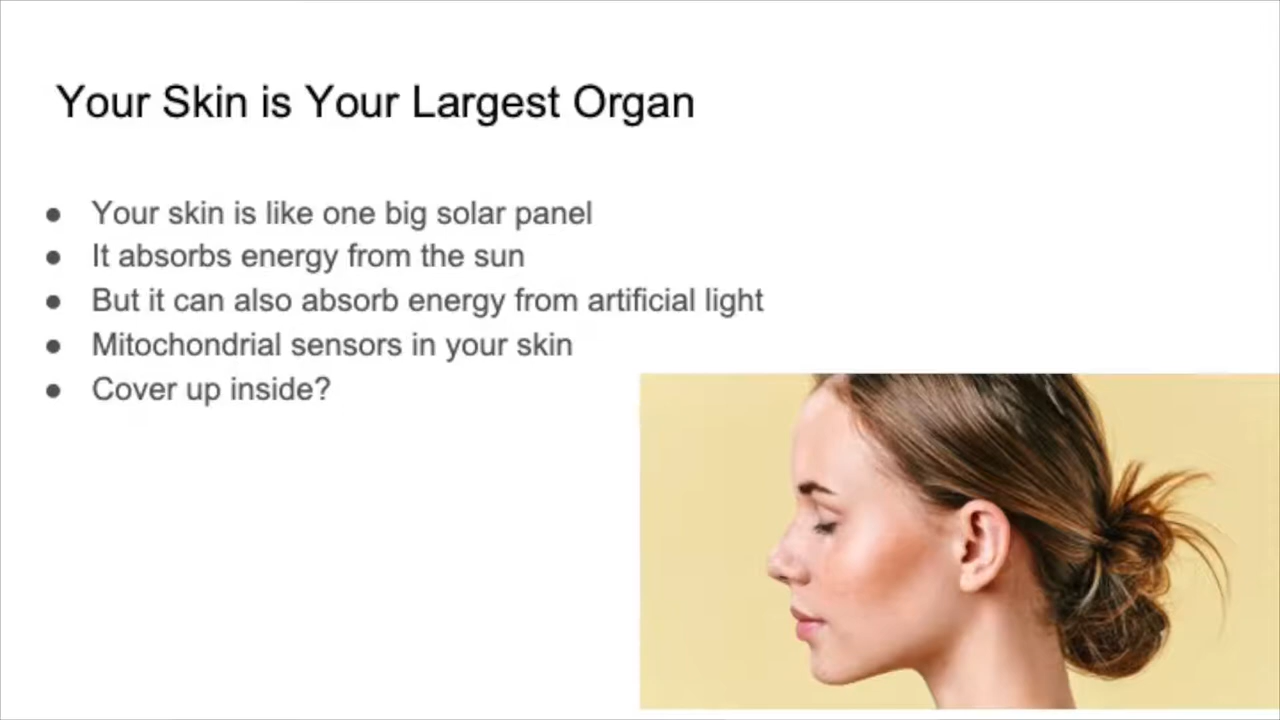 Your Skin is Your Largest Organ
● Your skin is like one big solar panel
● It absorbs energy from the sun
● But it can also absorb energy from artificial light
● Mitochondrial sensors in your skin
● Cover up inside?